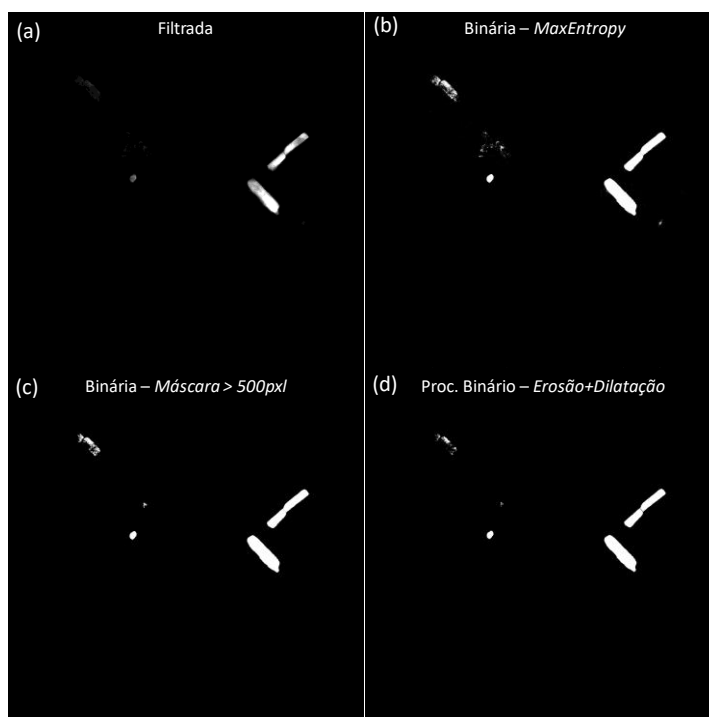 (a) Filtrada
(b) Binária – MaxEntropy
(c) Binária – Máscara > 500pxl
(d) Proc. Binário – Erosão+Dilatação